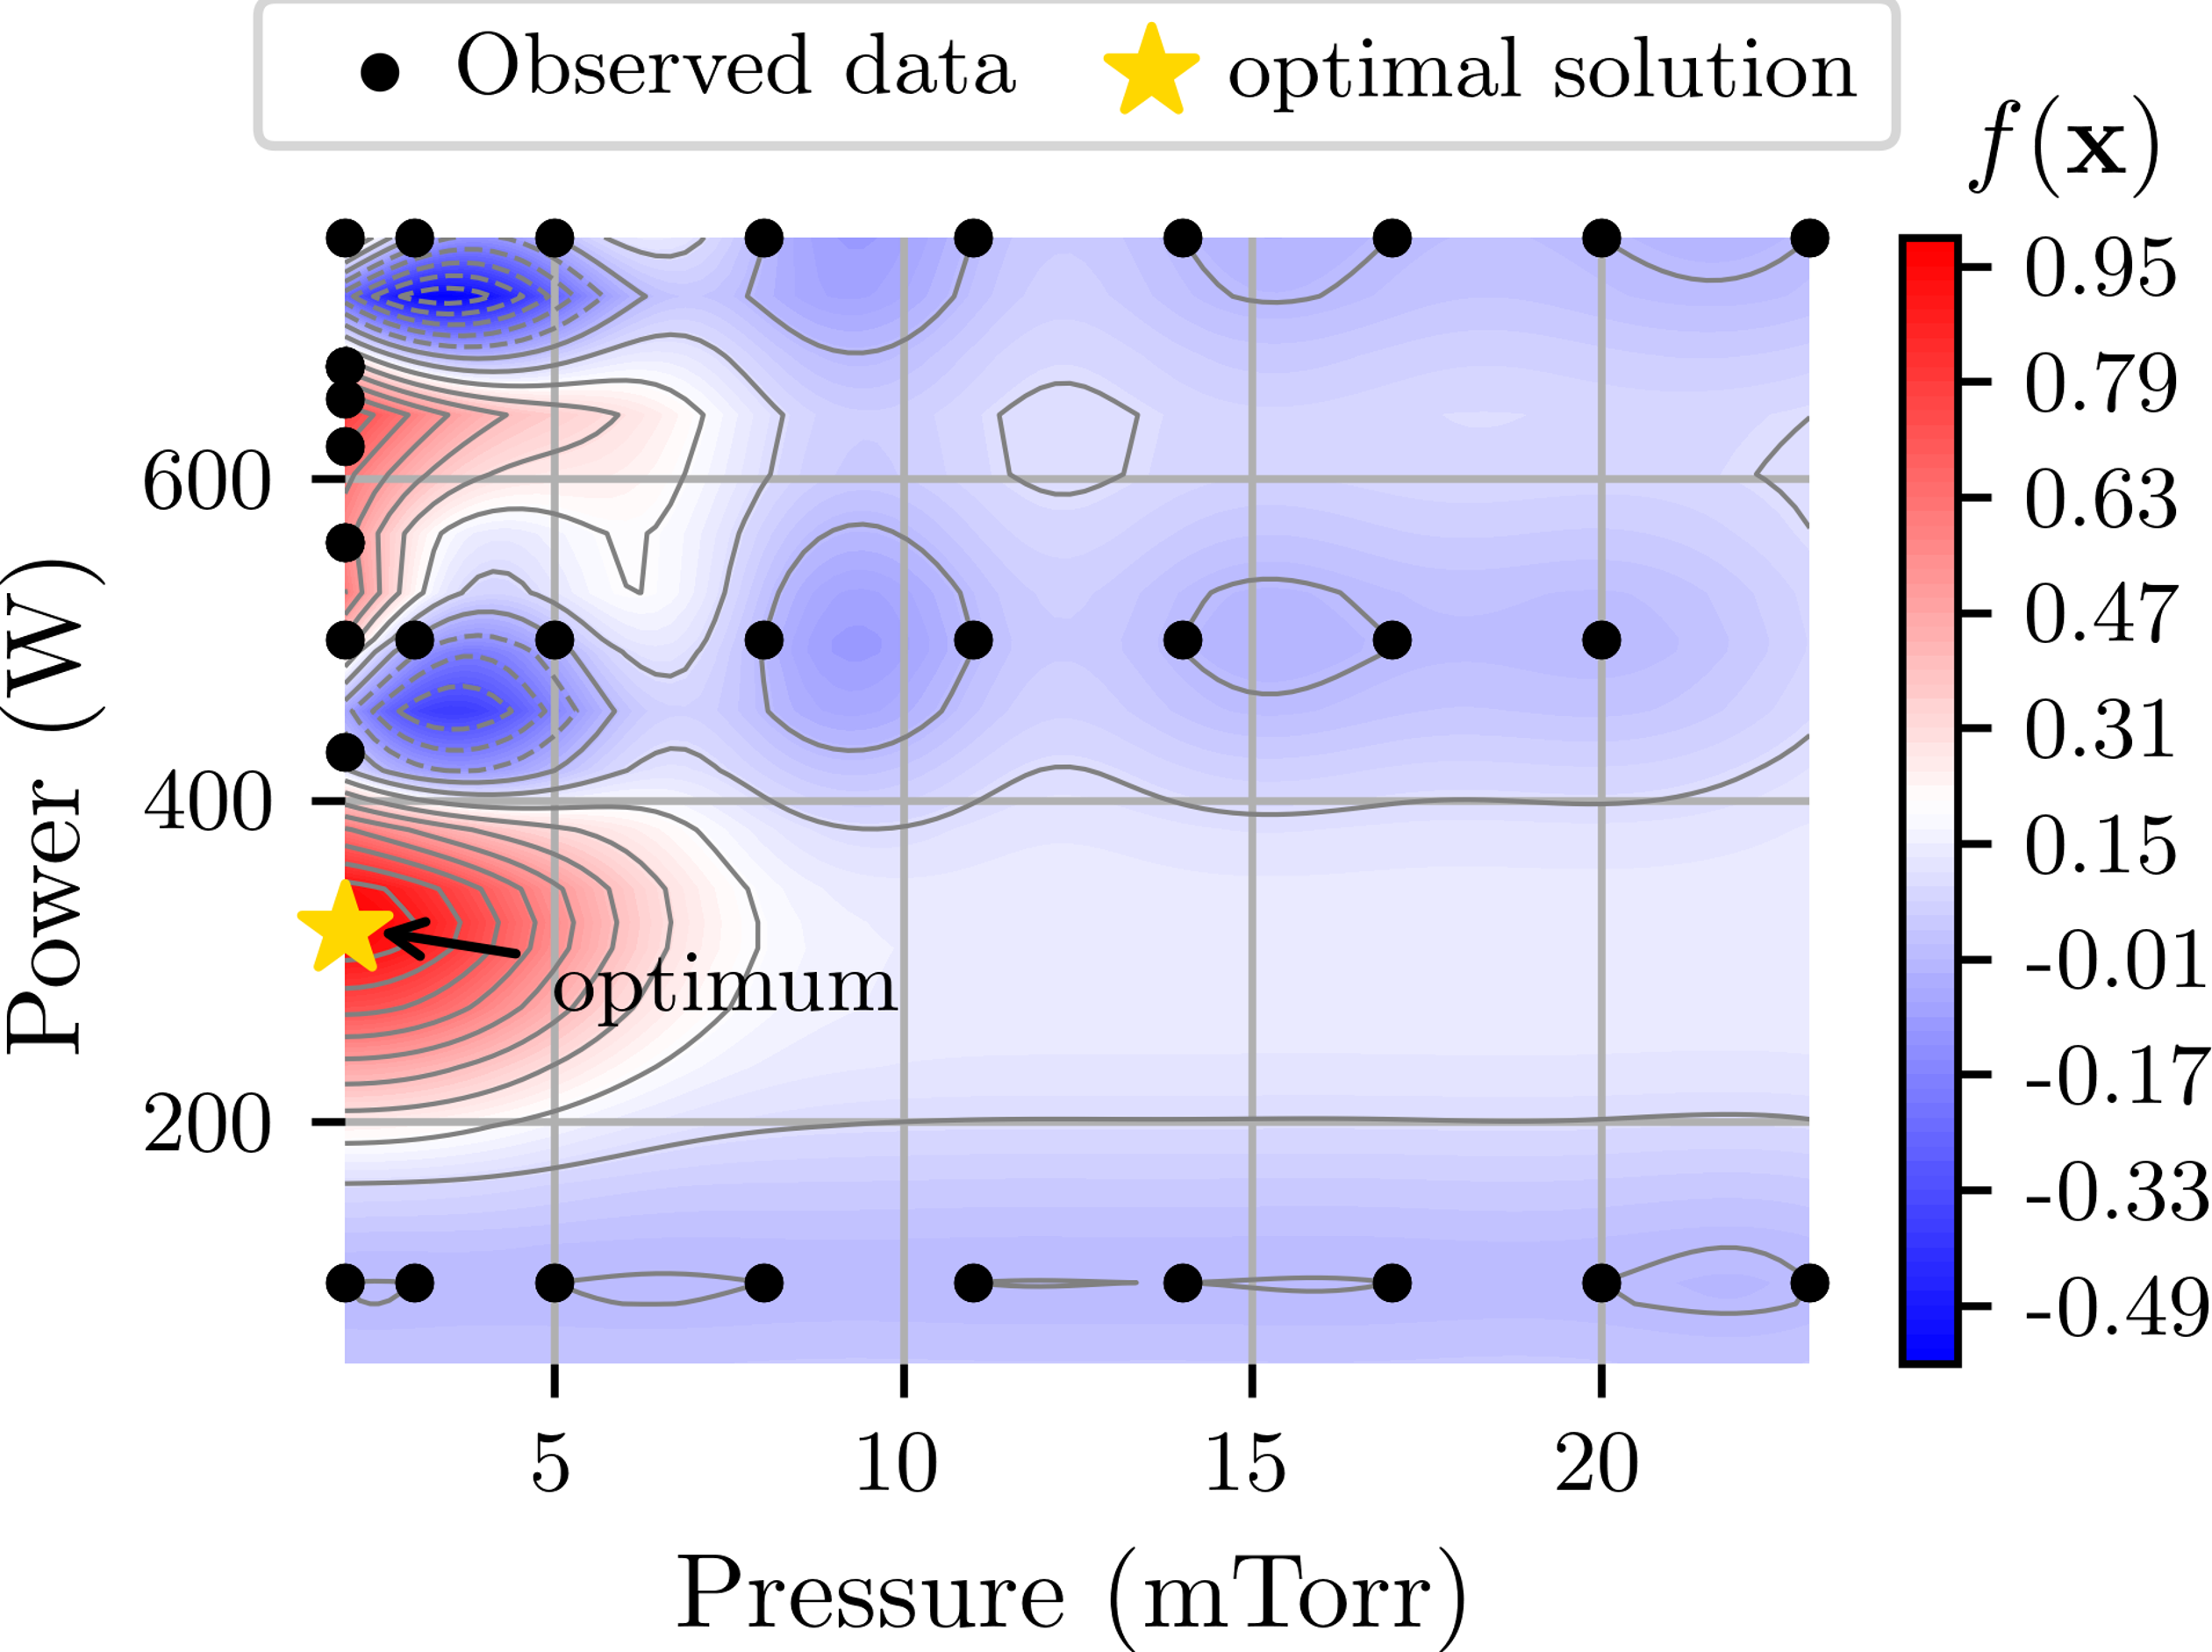 Observed data
optimal solution
f(x)
0.95
0.79
0.63
0.47
0.31
0.15
-0.01
-0.17
-0.33
-0.49
Power (W)
600
400
200
optimum
5
10
15
20
Pressure (mTorr)